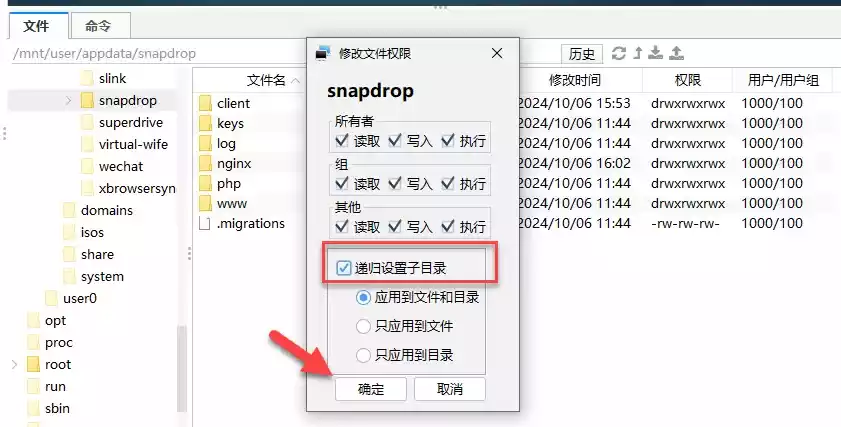 文件 命令
/mnt/user/appdata/snapdrop 历史
slink
snapdrop
superdrive
virtual-wife
wechat
xbrowsersyn
domains
isos
share
system
user0
opt
proc
root
run
sbin
文件名 修改时间 权限 用户/用户组
client 2024/10/06 15:53 drwxrwxrwx 1000/100
keys 2024/10/06 11:44 drwxrwxrwx 1000/100
log 2024/10/06 11:44 drwxrwxrwx 1000/100
nginx 2024/10/06 16:02 drwxrwxrwx 1000/100
php 2024/10/06 11:44 drwxrwxrwx 1000/100
www 2024/10/06 11:44 drwxrwxrwx 1000/100
.migrations 2024/10/06 11:44 -rw-rw-rw- 1000/100
修改文件权限
snapdrop
所有者
读取 写入 执行
组
读取 写入 执行
其他
读取 写入 执行
递归设置子目录
应用到文件和目录
只应用到文件
只应用到目录
确定 取消